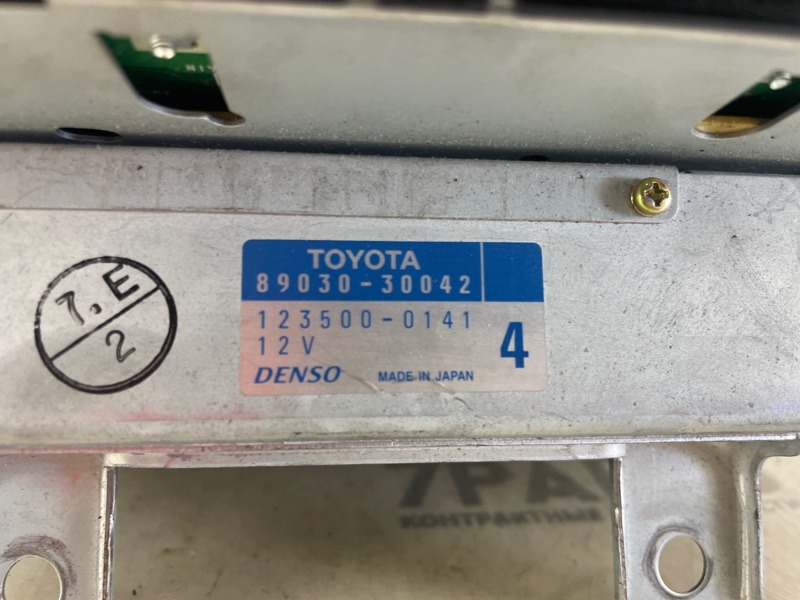 TOYOTA
89030-30042
123500-0141
12V
4
DENSO MADE IN JAPAN
7.E
2
КОНТРАКТНЫЕ